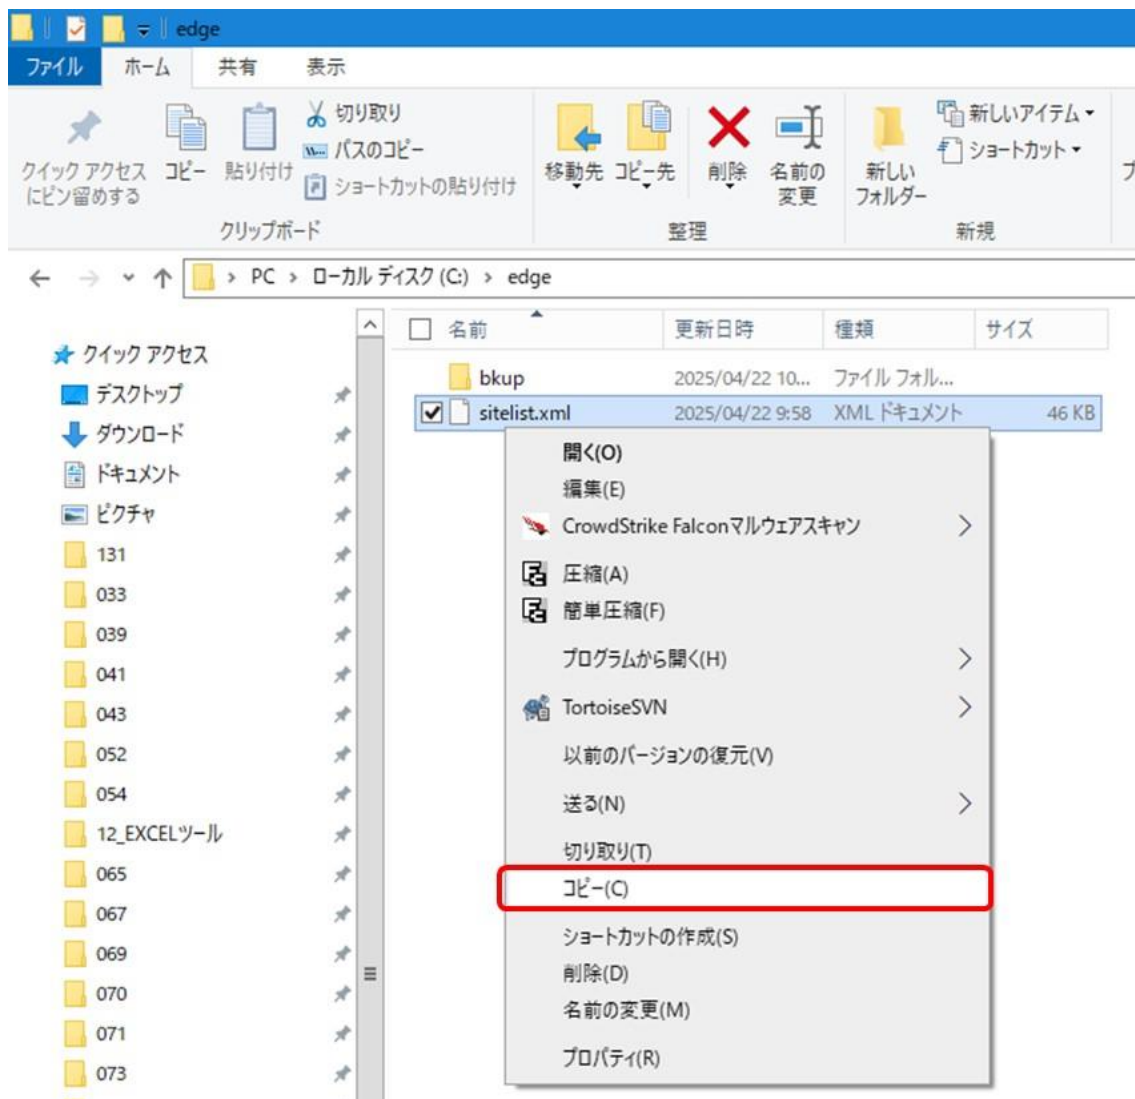 edge
ファイル ホーム 共有 表示
クイック アクセス
にピン留めする
コピー
貼り付け
切り取り
パスのコピー
ショートカットの貼り付け
クリップボード
移動先
コピー先
削除
名前の
変更
整理
新しい
フォルダー
新しいアイテム
ショートカット
新規
PC › ローカル ディスク (C:) › edge
クイック アクセス
デスクトップ
ダウンロード
ドキュメント
ピクチャ
131
033
039
041
043
052
054
12_EXCELツール
065
067
069
070
071
073
名前 更新日時 種類 サイズ
bkup 2025/04/22 10... ファイル フォル...
sitelist.xml 2025/04/22 9:58 XML ドキュメント 46 KB
開く(O)
編集(E)
CrowdStrike Falconマルウェアスキャン
圧縮(A)
簡単圧縮(F)
プログラムから開く(H)
TortoiseSVN
以前のバージョンの復元(V)
送る(N)
切り取り(T)
コピー(C)
ショートカットの作成(S)
削除(D)
名前の変更(M)
プロパティ(R)